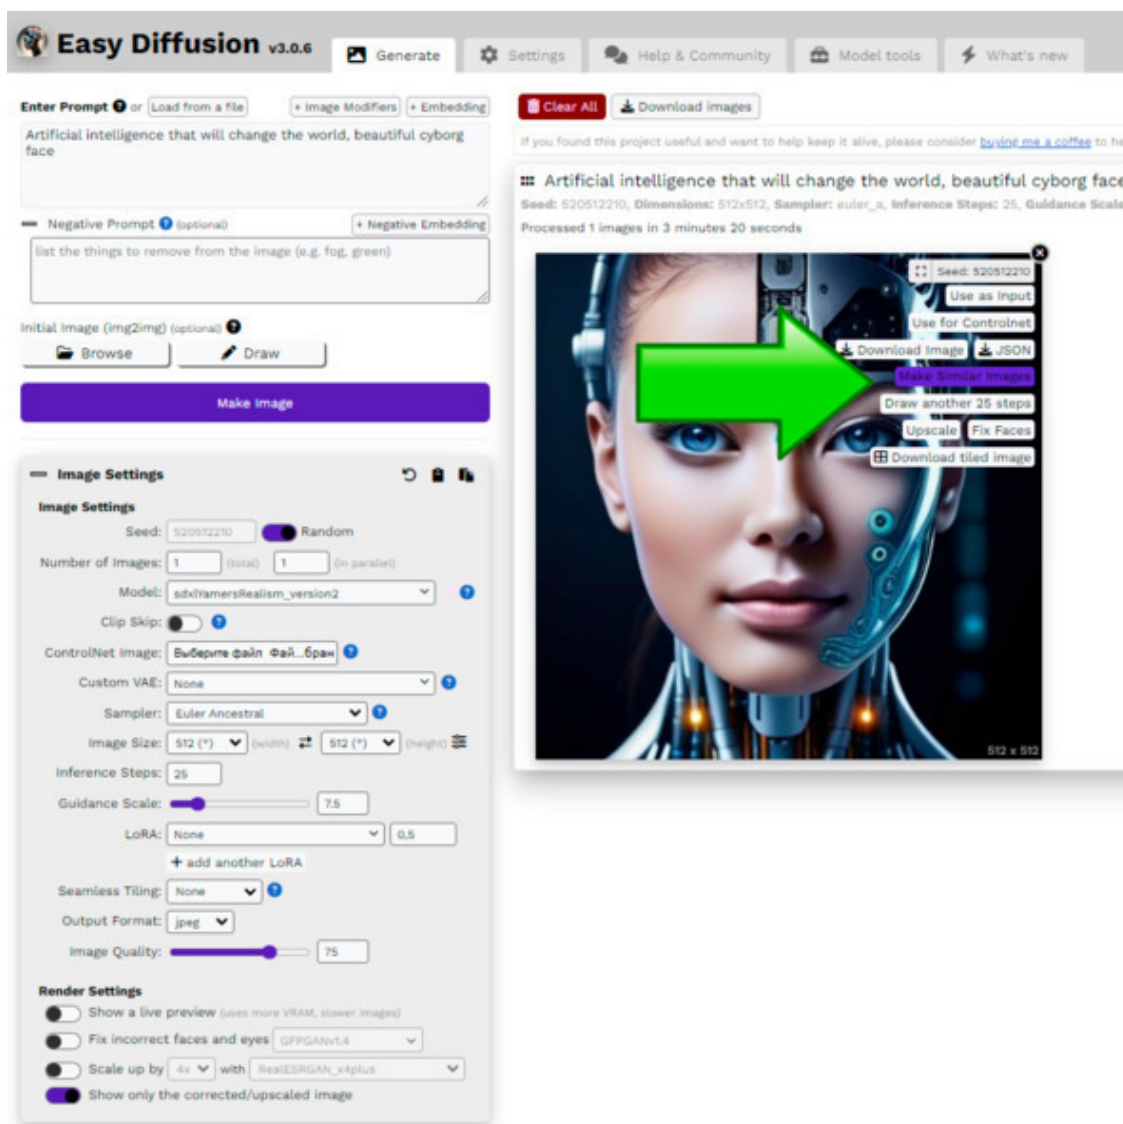 Easy Diffusion v3.0.6
Generate
Settings
Help & Community
Model tools
What's new
Enter Prompt ? or Load from a file + Image Modifiers + Embedding
Artificial intelligence that will change the world, beautiful cyborg
face
Negative Prompt ? (optional) + Negative Embedding
list the things to remove from the image (e.g. fog, green)
Initial Image (img2img) (optional) ?
Browse Draw
Make Image
Image Settings
Image Settings
Seed: 520512210 Random
Number of Images: 1 (total) 1 (in parallel)
Model: sdxlYamersRealism_version2 ?
Clip Skip: ?
ControlNet Image: Выберите файл Фай...бран ?
Custom VAE: None ?
Sampler: Euler Ancestral ?
Image Size: 512 (*) (width) 512 (*) (height)
Inference Steps: 25
Guidance Scale: 7.5
LoRA: None 0,5
+ add another LoRA
Seamless Tiling: None ?
Output Format: jpeg
Image Quality: 75
Render Settings
Show a live preview (uses more VRAM, slower images)
Fix incorrect faces and eyes GFPGANv1.4
Scale up by 4x with RealESRGAN_x4plus
Show only the corrected/upscaled image
Clear All Download images
If you found this project useful and want to help keep it alive, please consider buying me a coffee to he
Artificial intelligence that will change the world, beautiful cyborg face
Seed: 520512210, Dimensions: 512x512, Sampler: euler_a, Inference Steps: 25, Guidance Scale
Processed 1 images in 3 minutes 20 seconds
Seed: 520512210
Use as Input
Use for Controlnet
Download Image JSON
Make Similar Images
Draw another 25 steps
Upscale Fix Faces
Download tiled image
512 x 512